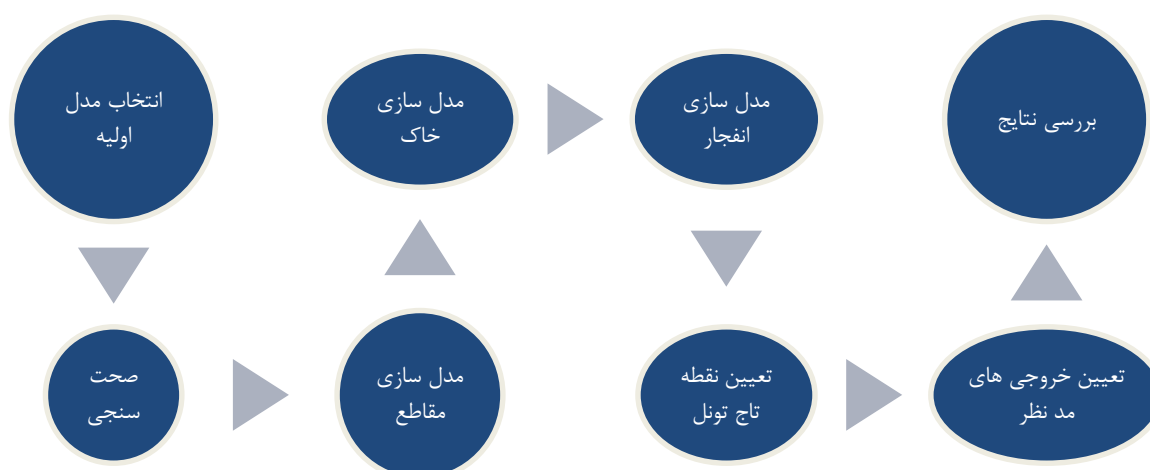 انتخاب مدل
اولیه
صحت
سنجی
مدل سازی
مقاطع
مدل سازی
خاک
مدل سازی
انفجار
تعیین نقطه
تاج تونل
تعیین خروجی های
مد نظر
بررسی نتایج